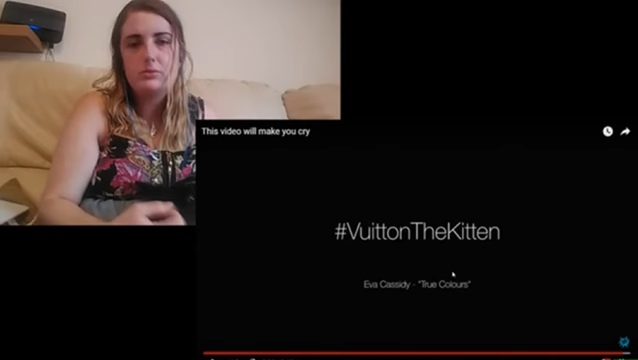 This video will make you cry
#VuittonTheKitten
Eva Cassidy - "True Colours"